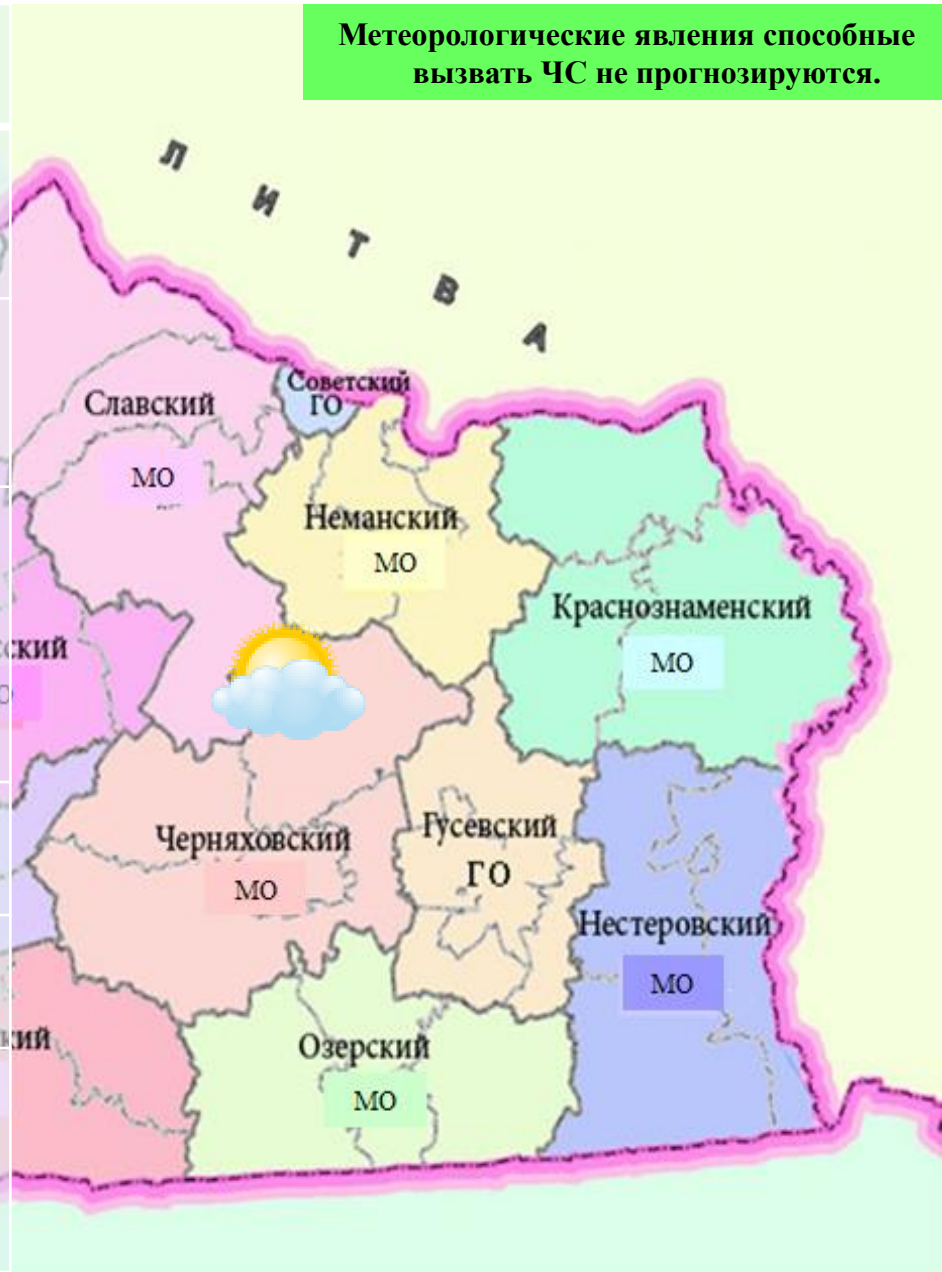 Метеорологические явления способные
вызвать ЧС не прогнозируются.
ЛИТВА
Советский
ГО
Славский
МО
Неманский
МО
Краснознаменский
МО
Черняховский
МО
Гусевский
ГО
Нестеровский
МО
Озерский
МО